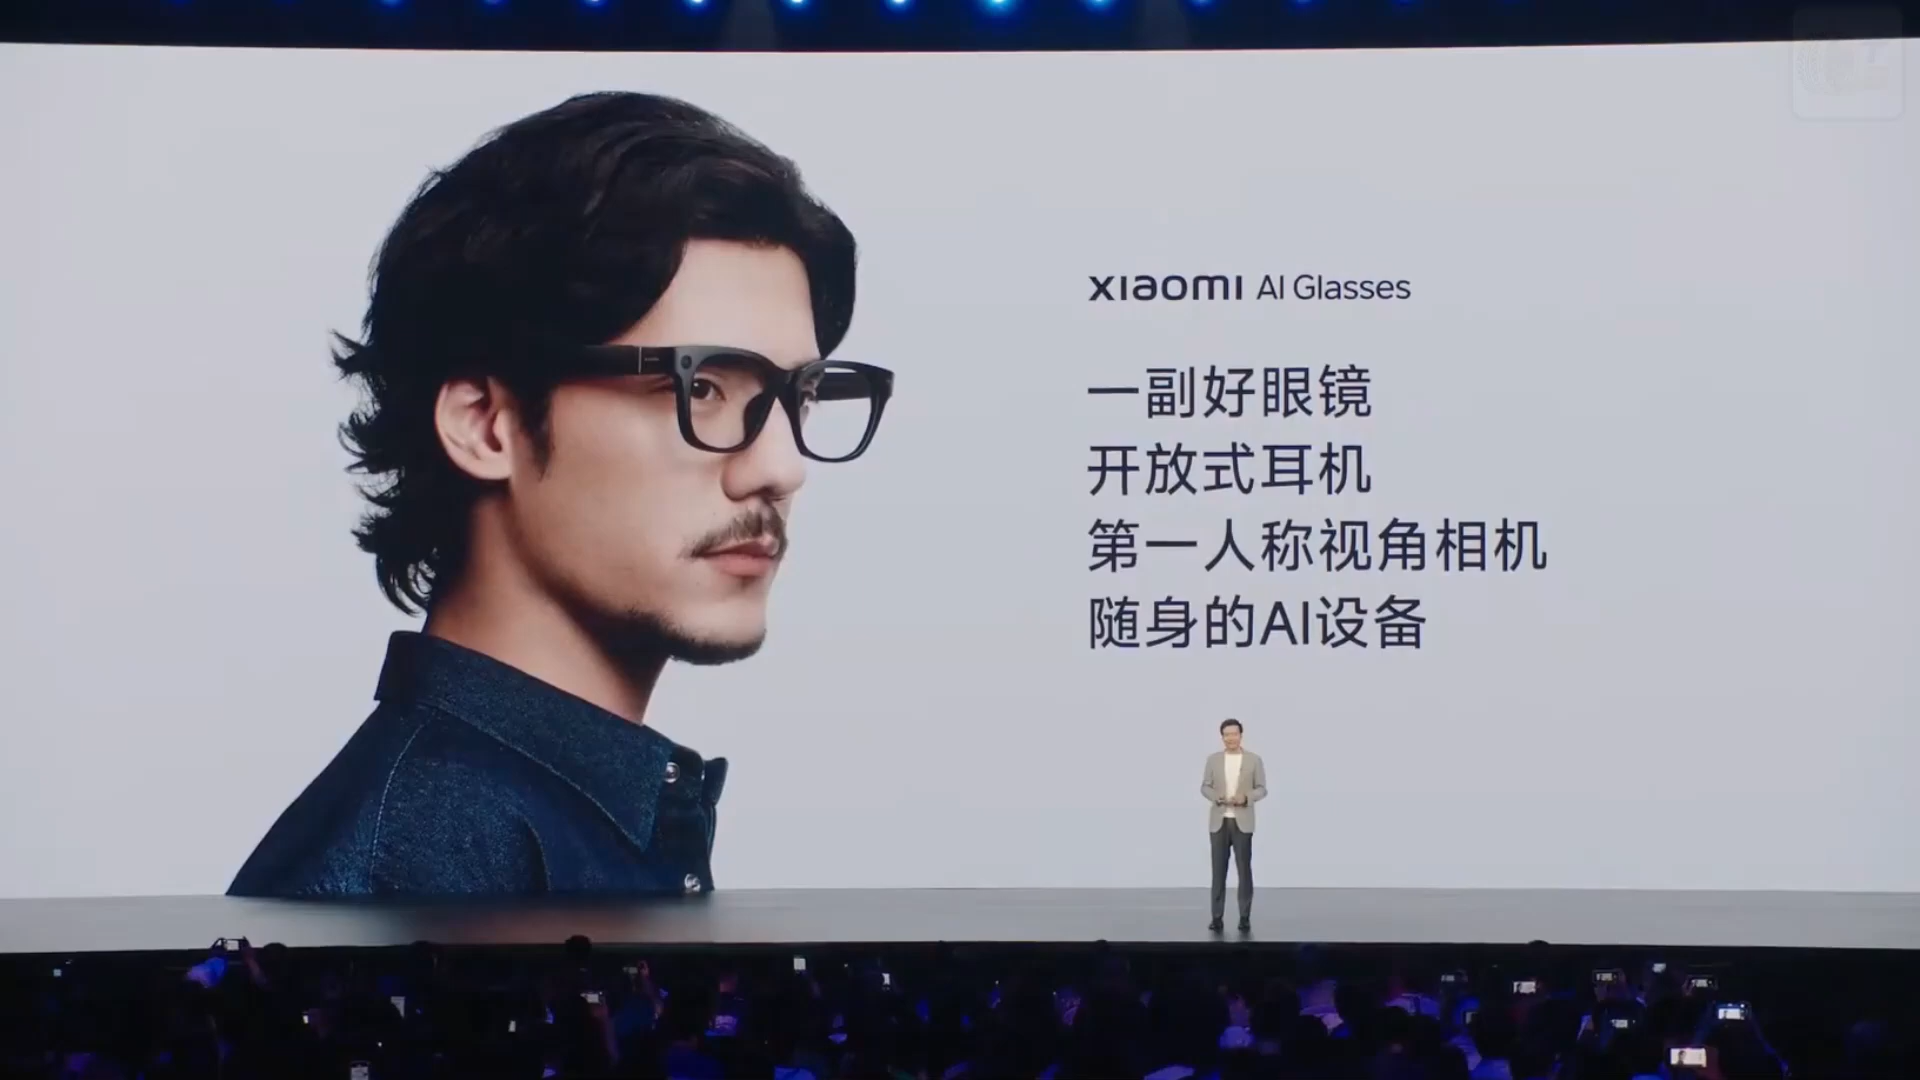 xiaomi AI Glasses
一副好眼镜
开放式耳机
第一人称视角相机
随身的AI设备